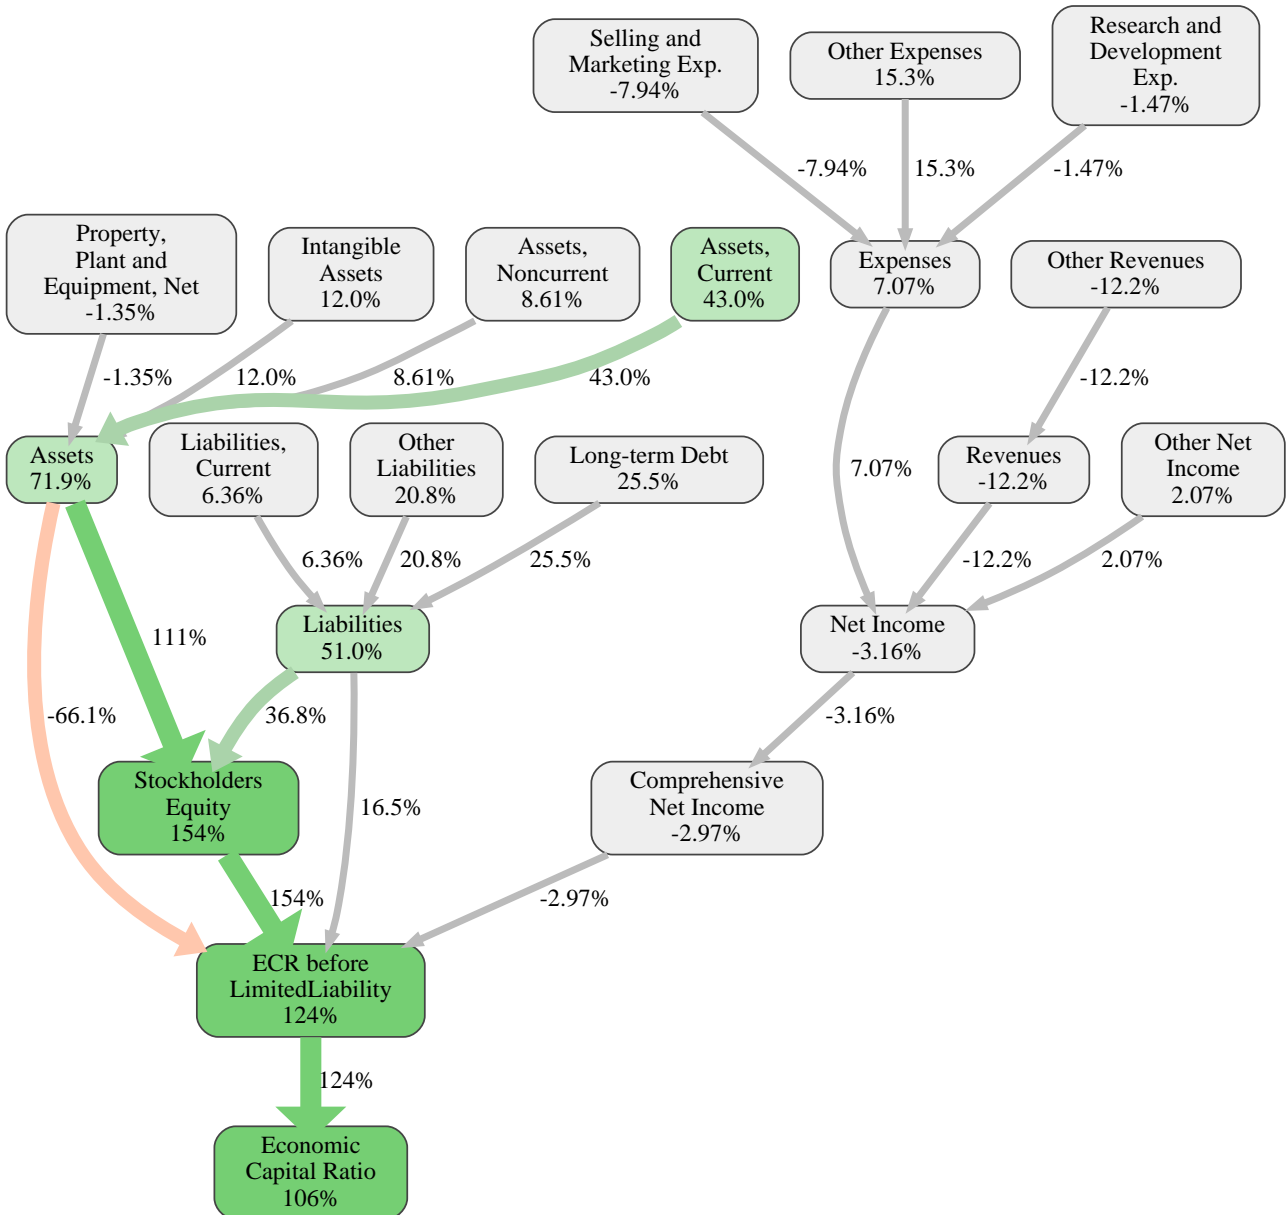 Selling and
Marketing Exp.
-7.94%
Other Expenses
15.3%
Research and
Development
Exp.
-1.47%
-7.94%
15.3%
-1.47%
Property,
Plant and
Equipment, Net
-1.35%
Intangible
Assets
12.0%
Assets,
Noncurrent
8.61%
Assets,
Current
43.0%
Expenses
7.07%
Other Revenues
-12.2%
-1.35%
12.0%
8.61%
43.0%
-12.2%
Assets
71.9%
Liabilities,
Current
6.36%
Other
Liabilities
20.8%
Long-term Debt
25.5%
7.07%
Revenues
-12.2%
Other Net
Income
2.07%
6.36%
20.8%
25.5%
-12.2%
2.07%
111%
Liabilities
51.0%
Net Income
-3.16%
-66.1%
36.8%
-3.16%
Stockholders
Equity
154%
16.5%
Comprehensive
Net Income
-2.97%
154%
-2.97%
ECR before
LimitedLiability
124%
124%
Economic
Capital Ratio
106%